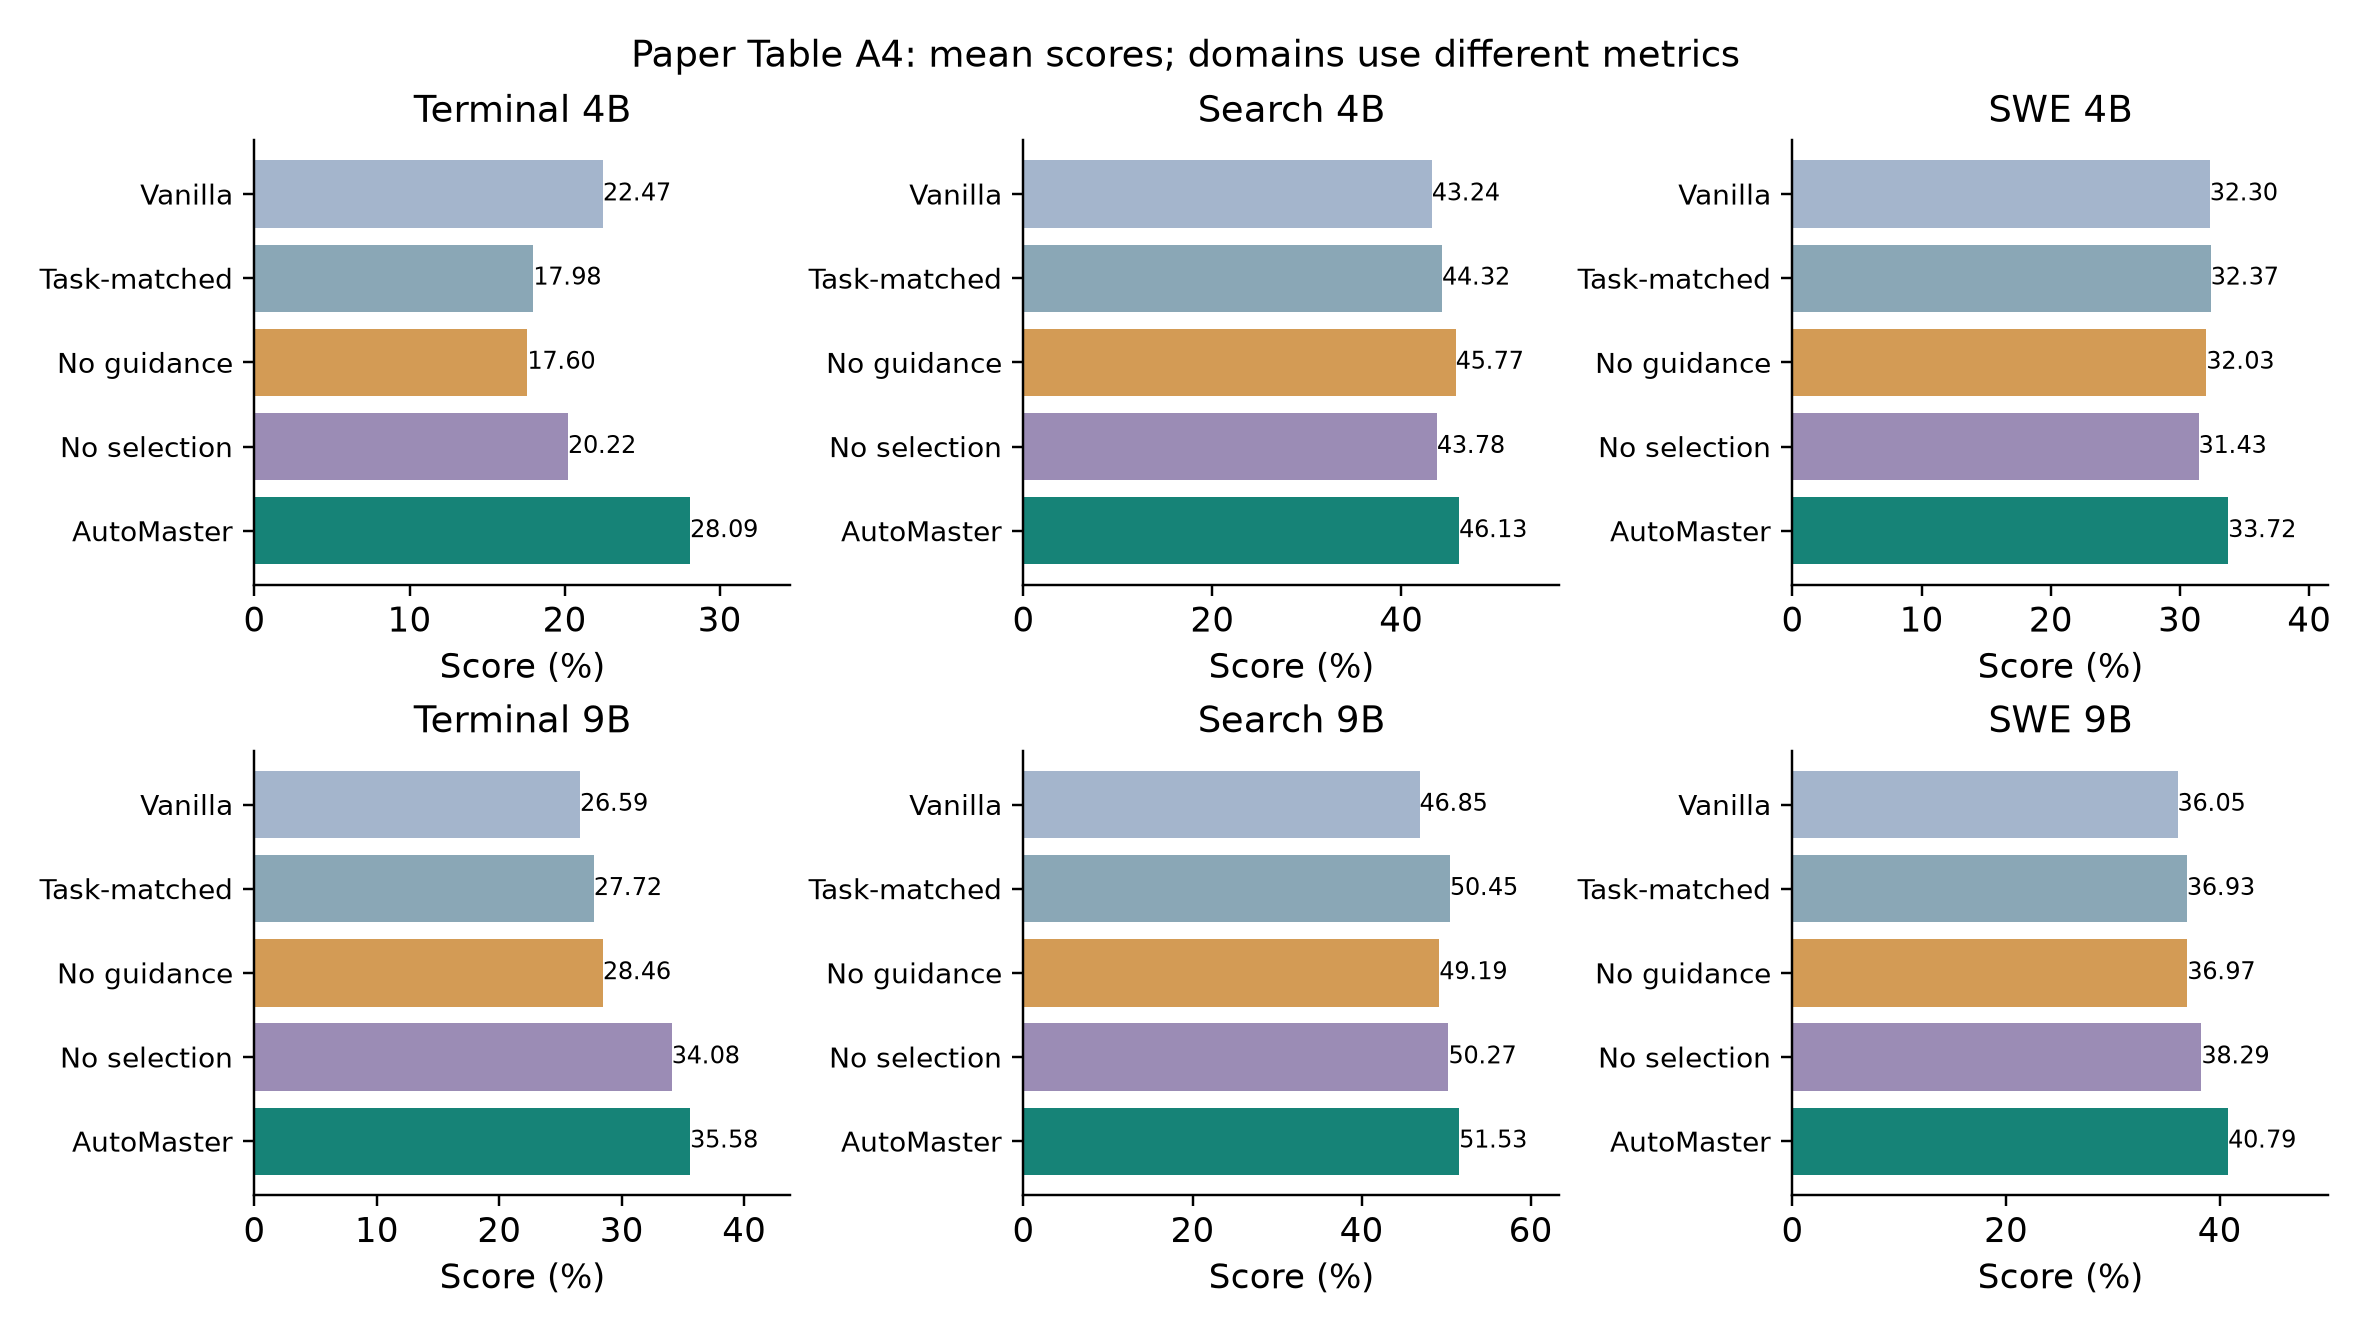 Paper Table A4: mean scores; domains use different metrics
Terminal 4B
Vanilla 22.47
Task-matched 17.98
No guidance 17.60
No selection 20.22
AutoMaster 28.09
0 10 20 30
Score (%)
Search 4B
Vanilla 43.24
Task-matched 44.32
No guidance 45.77
No selection 43.78
AutoMaster 46.13
0 20 40
Score (%)
SWE 4B
Vanilla 32.30
Task-matched 32.37
No guidance 32.03
No selection 31.43
AutoMaster 33.72
0 10 20 30 40
Score (%)
Terminal 9B
Vanilla 26.59
Task-matched 27.72
No guidance 28.46
No selection 34.08
AutoMaster 35.58
0 10 20 30 40
Score (%)
Search 9B
Vanilla 46.85
Task-matched 50.45
No guidance 49.19
No selection 50.27
AutoMaster 51.53
0 20 40 60
Score (%)
SWE 9B
Vanilla 36.05
Task-matched 36.93
No guidance 36.97
No selection 38.29
AutoMaster 40.79
0 20 40
Score (%)